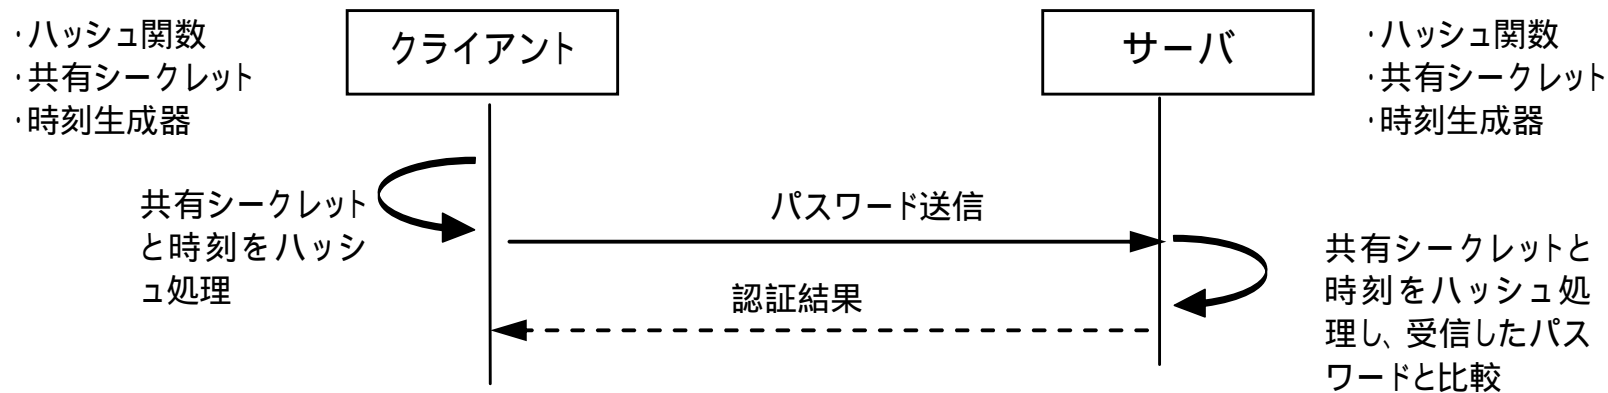 ・ハッシュ関数
・共有シークレット
・時刻生成器
クライアント
サーバ
・ハッシュ関数
・共有シークレット
・時刻生成器
共有シークレット
と時刻をハッシ
ュ処理
パスワード送信
認証結果
共有シークレットと
時刻をハッシュ処
理し、受信したパス
ワードと比較